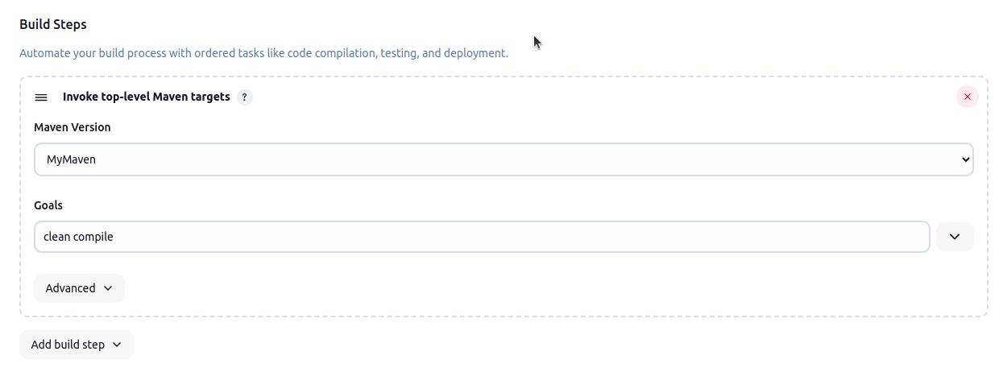 Build Steps
Automate your build process with ordered tasks like code compilation, testing, and deployment.
Invoke top-level Maven targets ?
Maven Version
MyMaven
Goals
clean compile
Advanced
Add build step